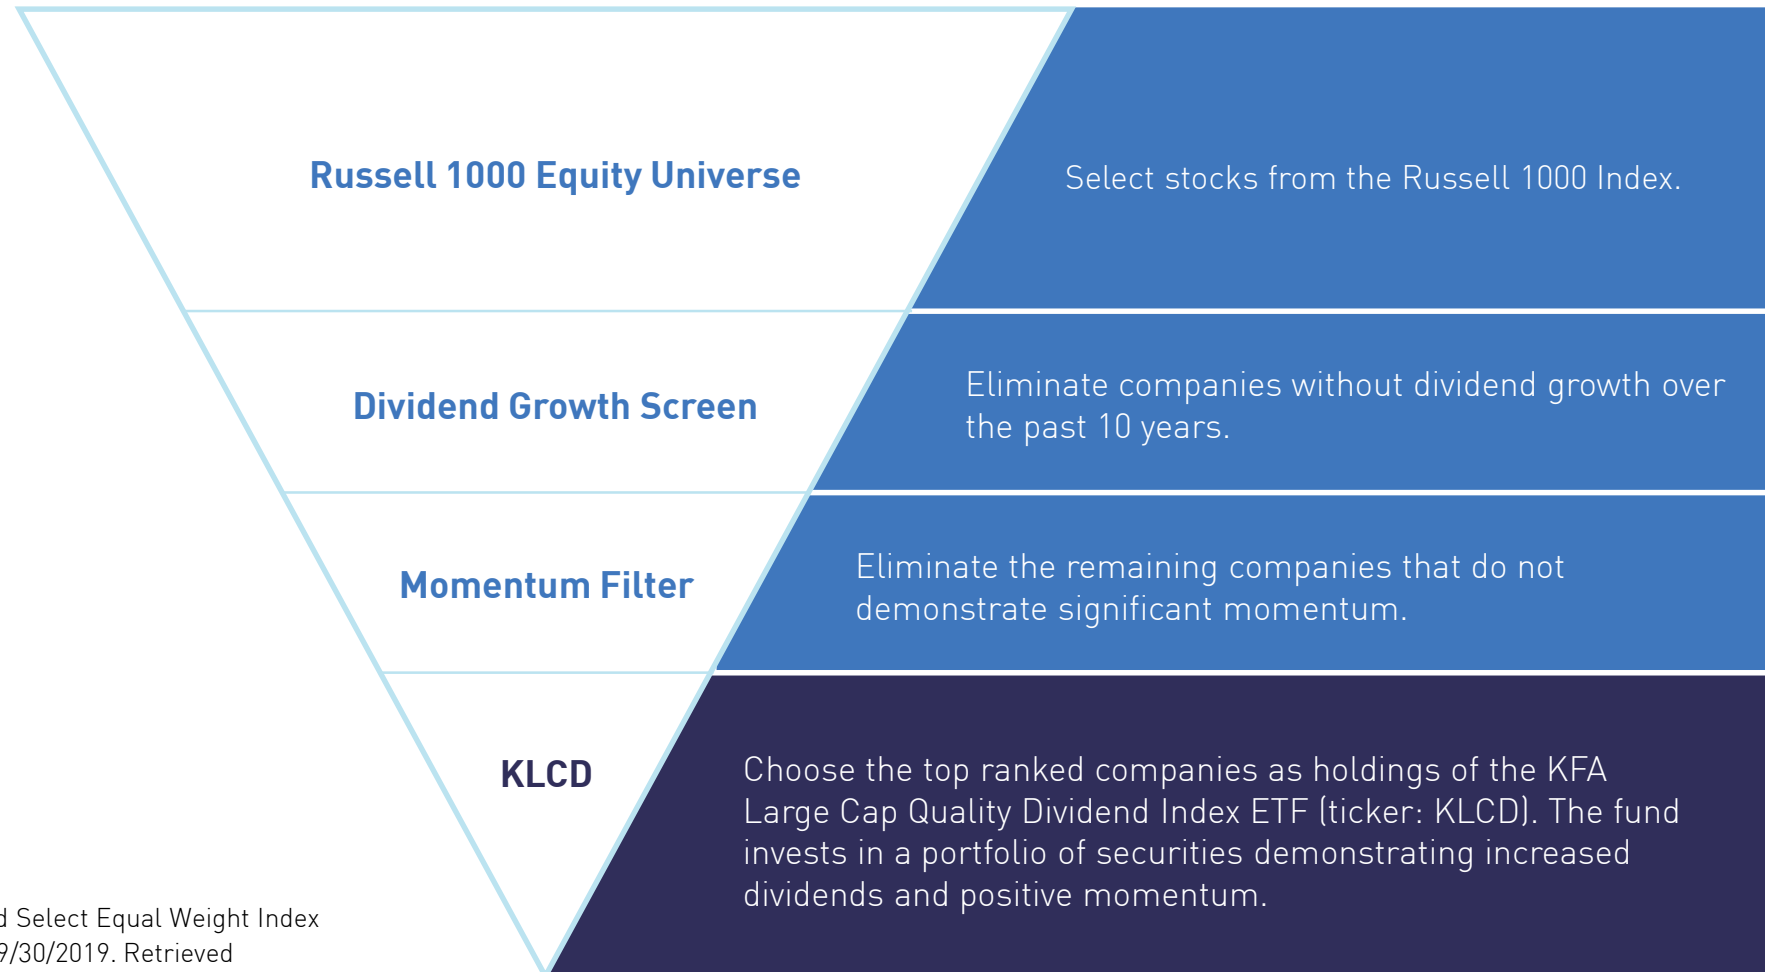 Russell 1000 Equity Universe
Select stocks from the Russell 1000 Index.
Dividend Growth Screen
Eliminate companies without dividend growth over
the past 10 years.
Momentum Filter
Eliminate the remaining companies that do not
demonstrate significant momentum.
KLCD
Choose the top ranked companies as holdings of the KFA
Large Cap Quality Dividend Index ETF (ticker: KLCD). The fund
invests in a portfolio of securities demonstrating increased
dividends and positive momentum.
Select Equal Weight Index
9/30/2019. Retrieved